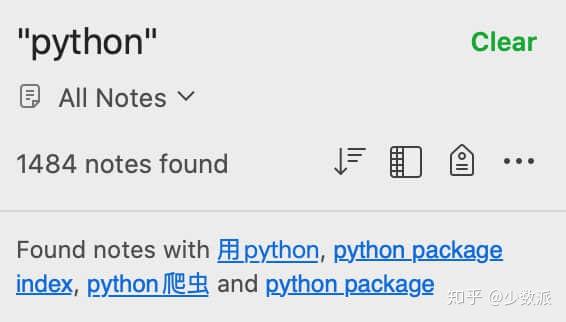 "python" Clear
All Notes
1484 notes found
Found notes with 用python, python package
index, python爬虫 and python package
知乎 @少数派